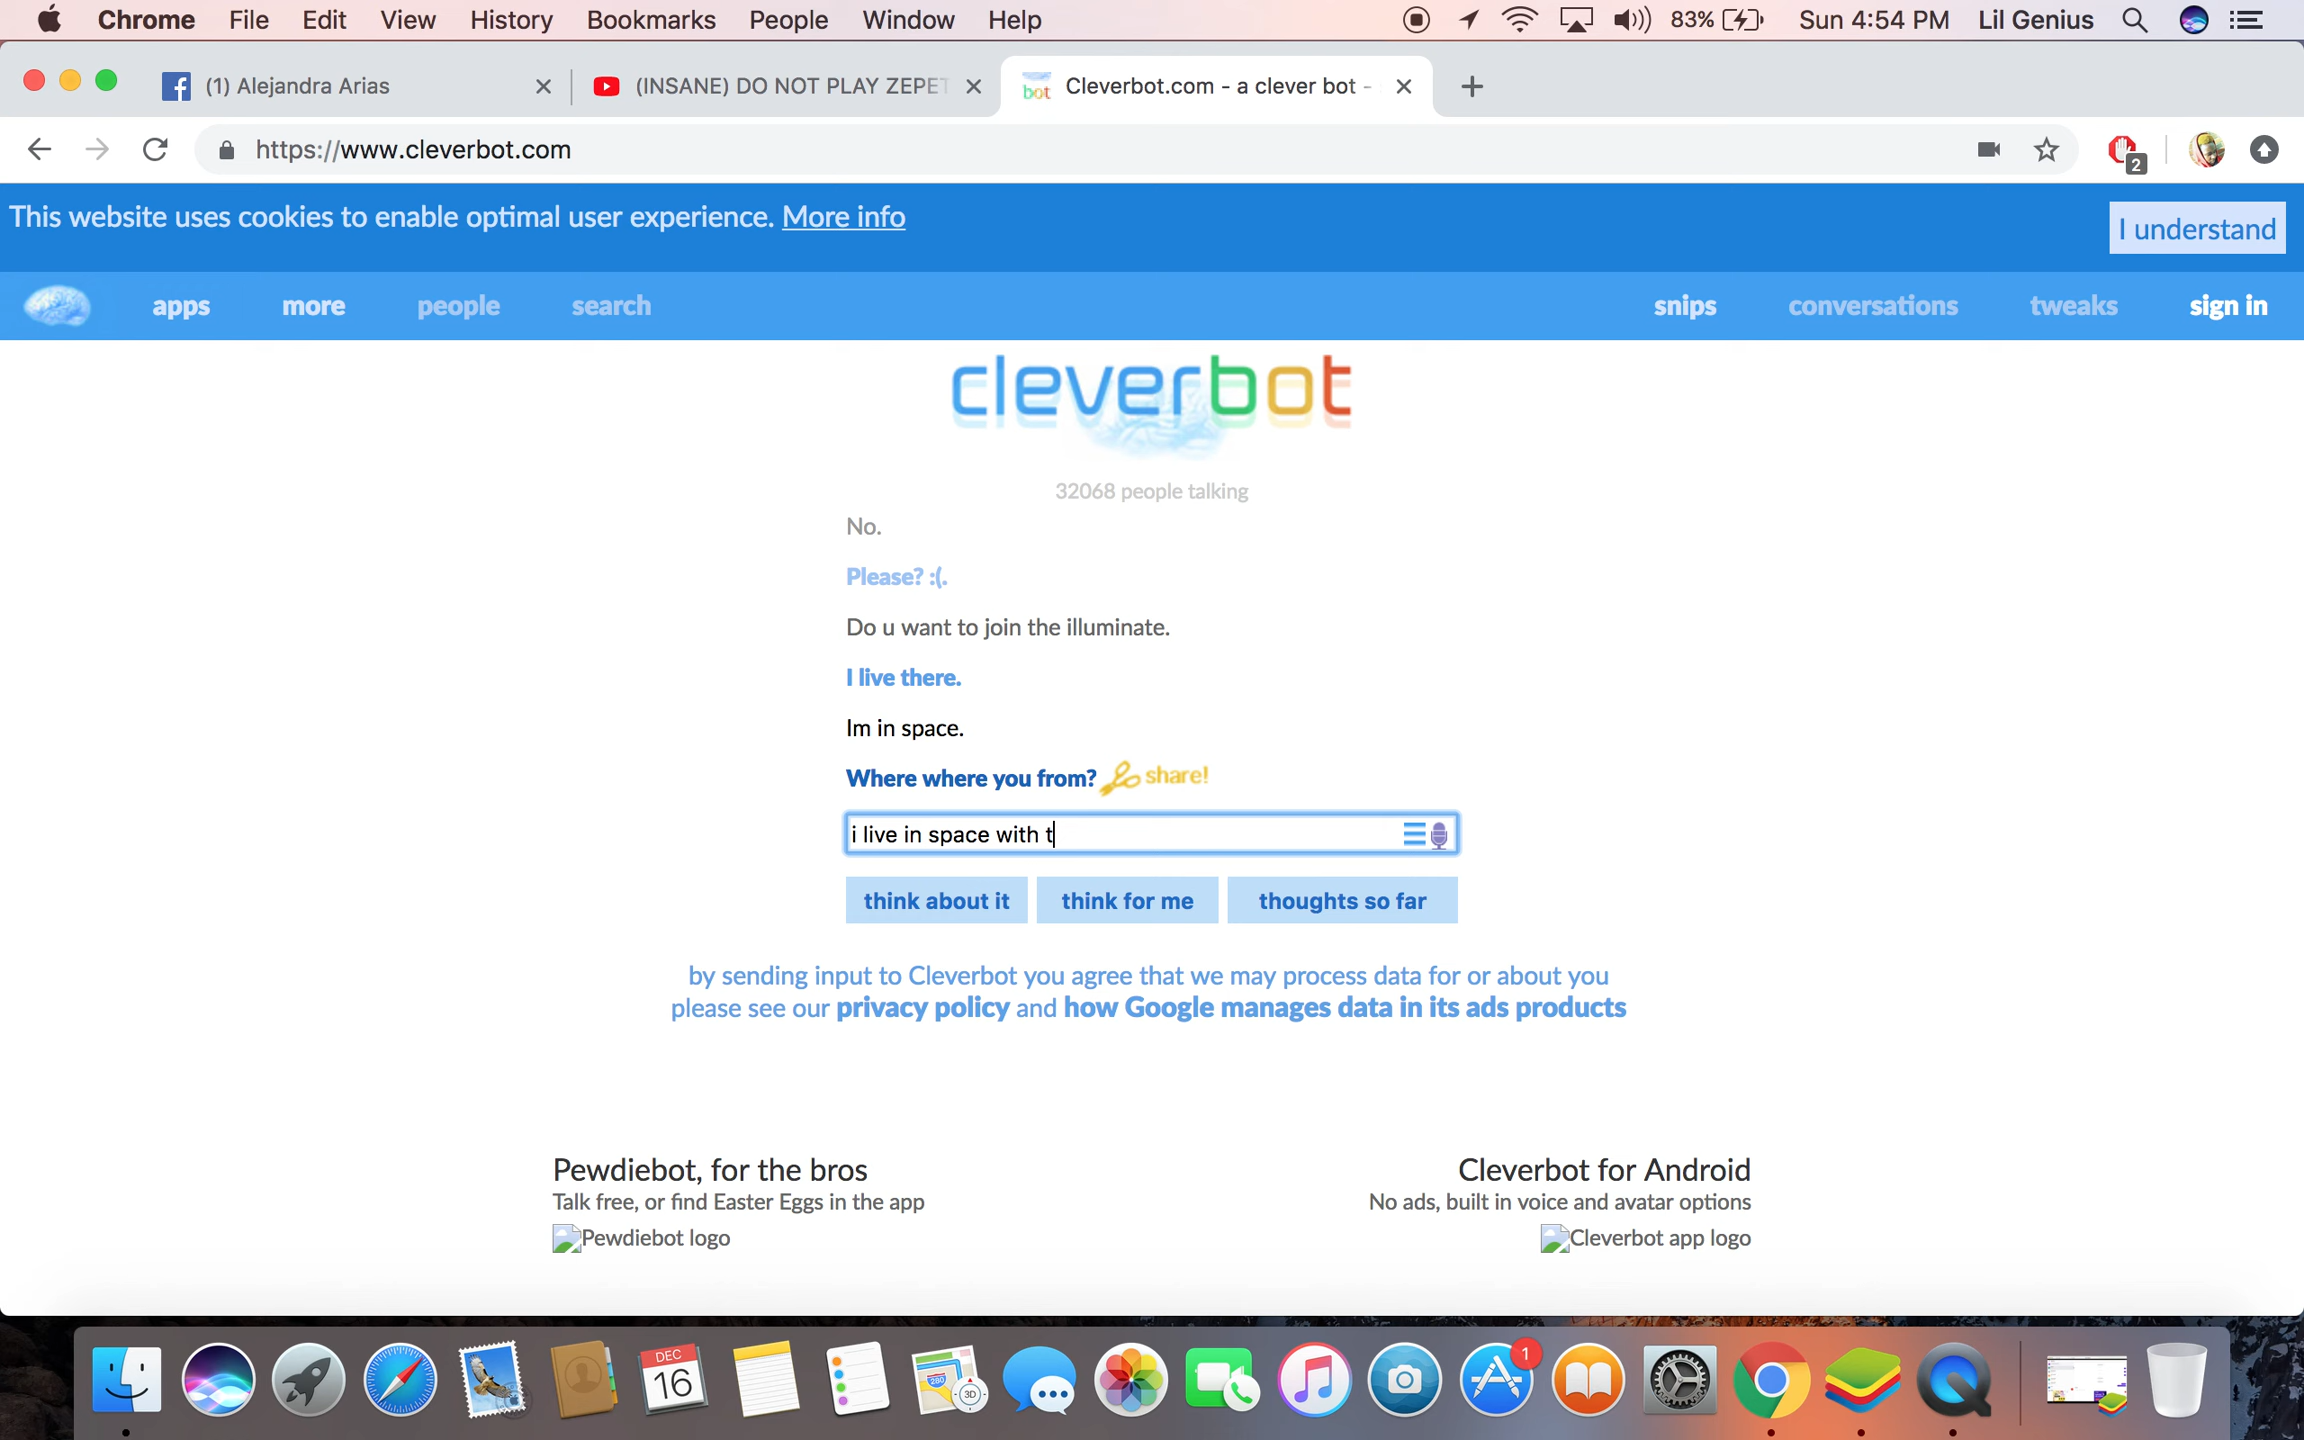 Chrome File Edit View History Bookmarks People Window Help 83% Sun 4:54 PM Lil Genius
(1) Alejandra Arias (INSANE) DO NOT PLAY ZEPET Cleverbot.com - a clever bot -
https://www.cleverbot.com 2
This website uses cookies to enable optimal user experience. More info I understand
apps more people search snips conversations tweaks sign in
cleverbot
32068 people talking
No.
Please? :(.
Do u want to join the illuminate.
I live there.
Im in space.
Where where you from? share!
i live in space with t
think about it think for me thoughts so far
by sending input to Cleverbot you agree that we may process data for or about you
please see our privacy policy and how Google manages data in its ads products
Pewdiebot, for the bros
Talk free, or find Easter Eggs in the app
Pewdiebot logo
Cleverbot for Android
No ads, built in voice and avatar options
Cleverbot app logo
DEC
16
280
3D
1